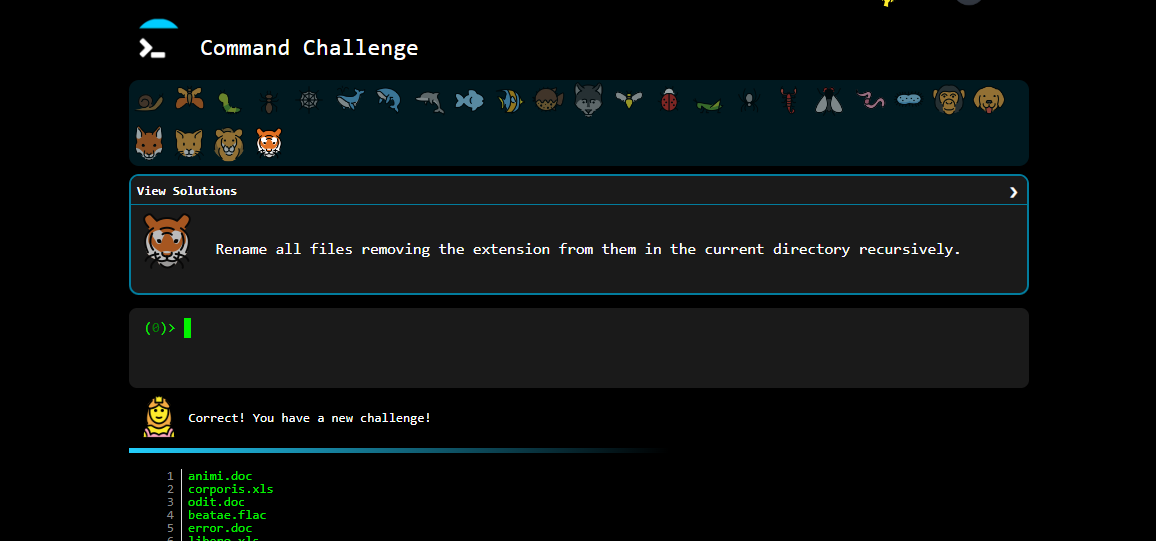 Command Challenge
View Solutions
Rename all files removing the extension from them in the current directory recursively.
(0)>
Correct! You have a new challenge!
1 animi.doc
2 corporis.xls
3 odit.doc
4 beatae.flac
5 error.doc